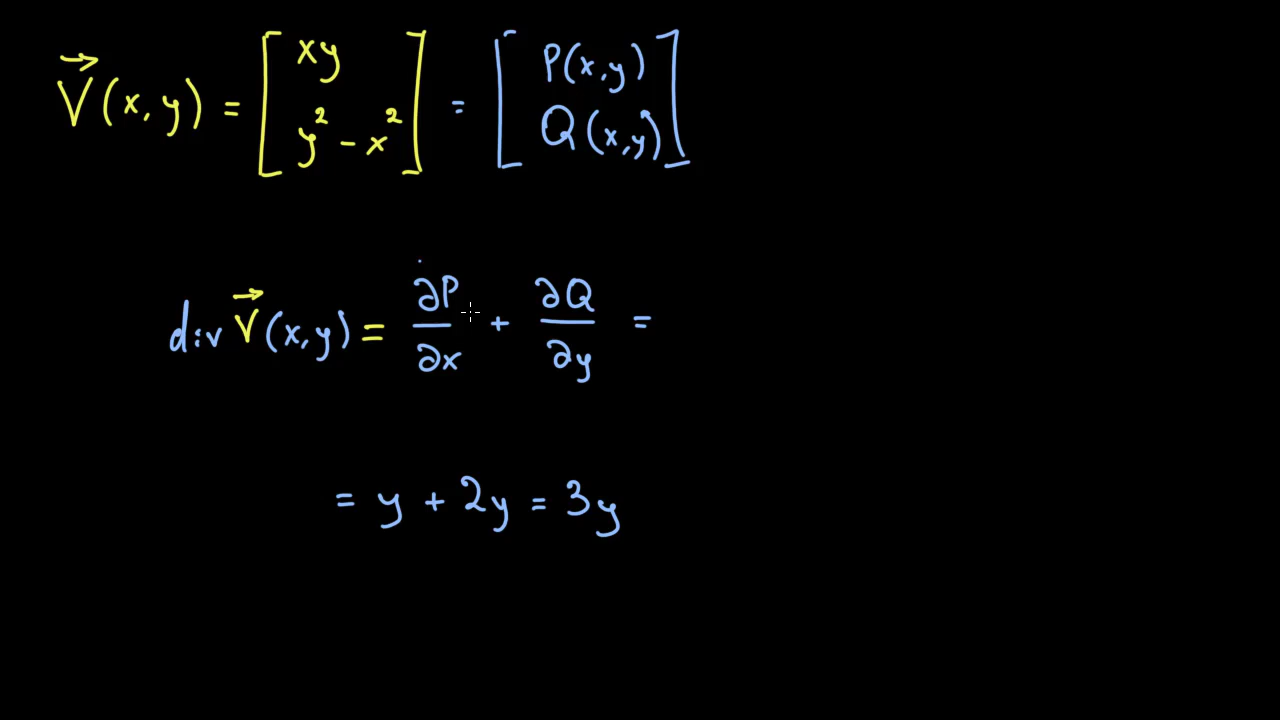 V⃗(x,y) = [ xy ; y² - x² ] = [ P(x,y) ; Q(x,y) ]
div V⃗(x,y) = ∂P/∂x + ∂Q/∂y =
= y + 2y = 3y